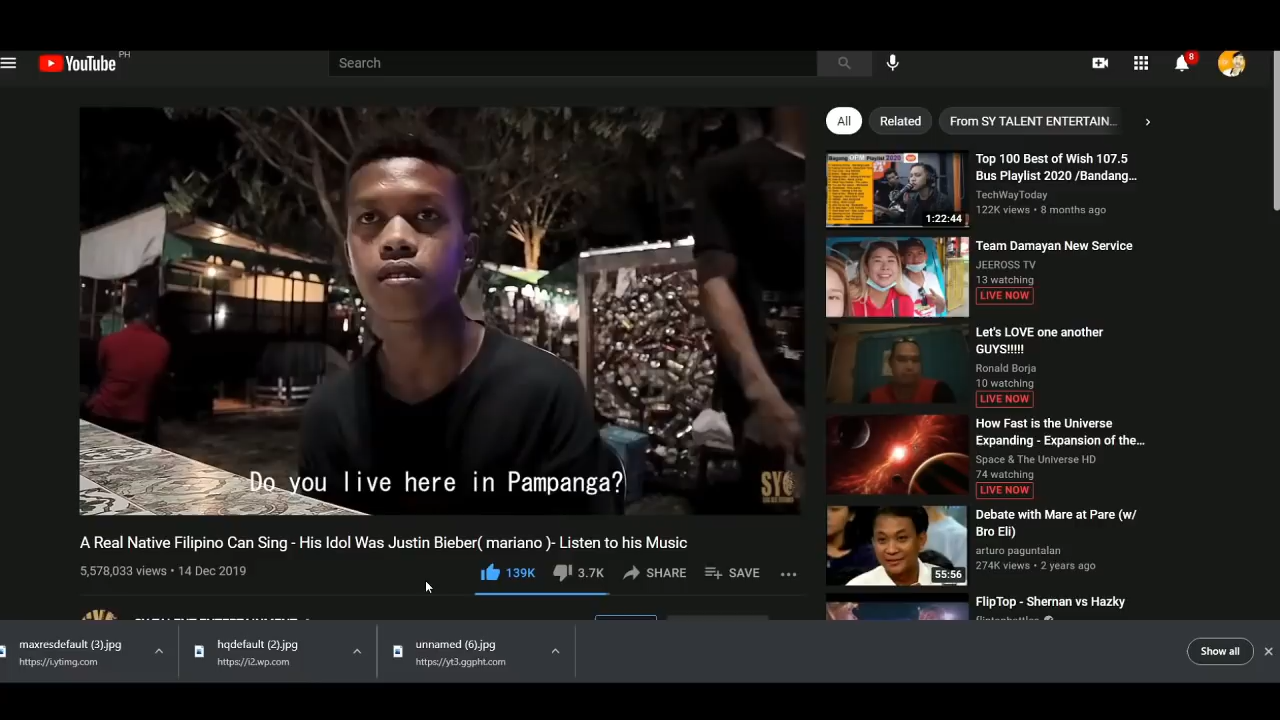 YouTube PH
Search
8
Do you live here in Pampanga?
SY
A Real Native Filipino Can Sing - His Idol Was Justin Bieber( mariano )- Listen to his Music
5,578,033 views • 14 Dec 2019
139K
3.7K
SHARE
SAVE
All
Related
From SY TALENT ENTERTAIN...
Top 100 Best of Wish 107.5
Bus Playlist 2020 /Bandang...
TechWayToday
122K views • 8 months ago
1:22:44
Team Damayan New Service
JEEROSS TV
13 watching
LIVE NOW
Let's LOVE one another
GUYS!!!!!
Ronald Borja
10 watching
LIVE NOW
How Fast is the Universe
Expanding - Expansion of the...
Space & The Universe HD
74 watching
LIVE NOW
Debate with Mare at Pare (w/
Bro Eli)
arturo paguntalan
274K views • 2 years ago
55:56
FlipTop - Shernan vs Hazky
maxresdefault (3).jpg
https://i.ytimg.com
hqdefault (2).jpg
https://i2.wp.com
unnamed (6).jpg
https://yt3.ggpht.com
Show all